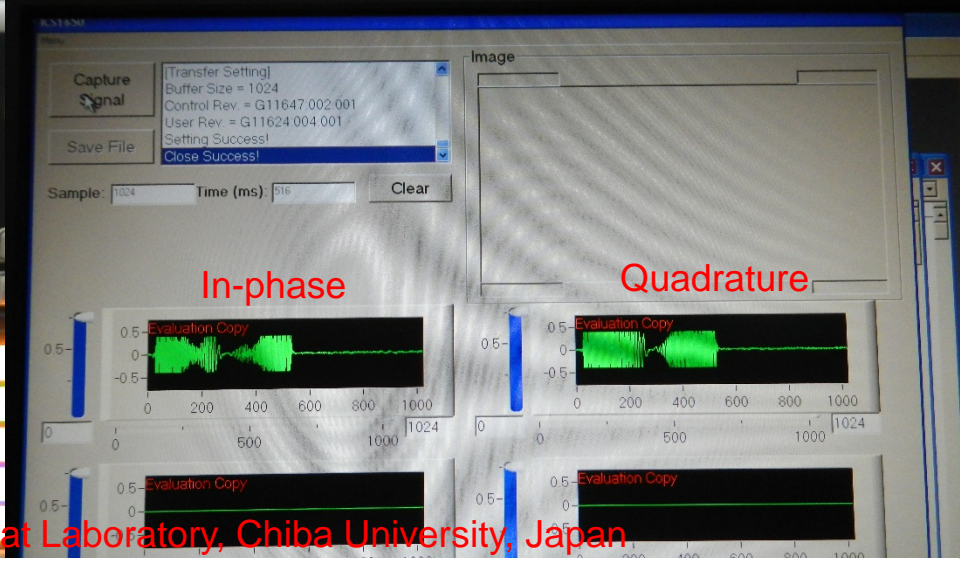 Menu
Image
Capture
Signal
[Transfer Setting]
Buffer Size = 1024
Control Rev. = G11647.002.001
User Rev. = G11624.004.001
Setting Success!
Close Success!
Save File
Sample: 1024 Time (ms): 516 Clear
In-phase
Quadrature
Evaluation Copy
0.5
0.5
0
-0.5
0 200 400 600 800 1000
0
0 500 1000
1024
Evaluation Copy
0.5
0.5
0
-0.5
0 200 400 600 800 1000
0
0 500 1000
1024
Evaluation Copy
0.5
0.5
0
Evaluation Copy
0.5
0.5
0
at Laboratory, Chiba University, Japan